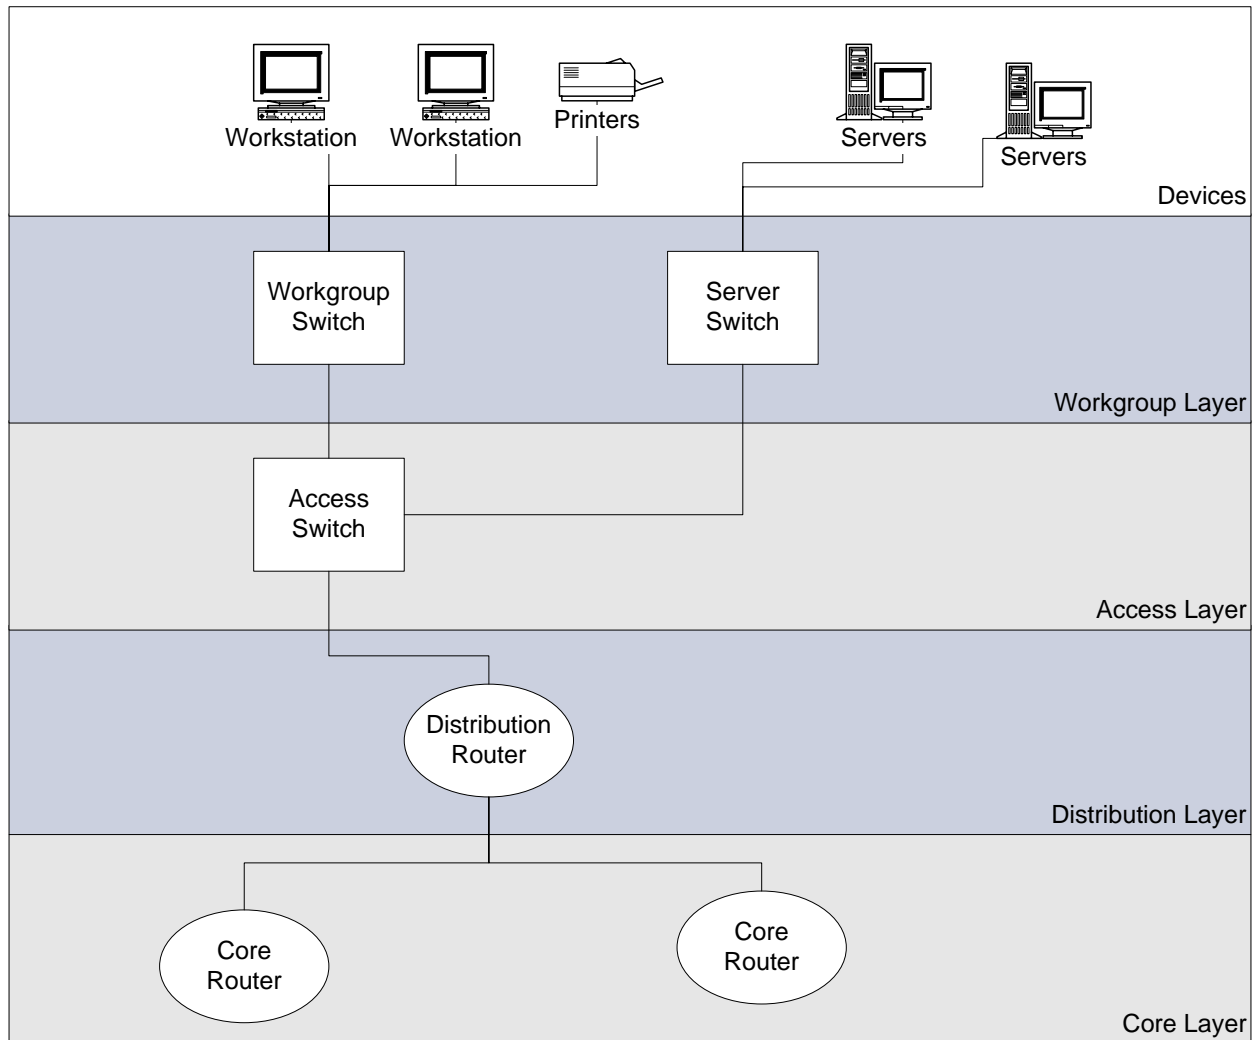 Workstation
Workstation
Printers
Servers
Servers
Devices
Workgroup
Switch
Server
Switch
Workgroup Layer
Access
Switch
Access Layer
Distribution
Router
Distribution Layer
Core
Router
Core
Router
Core Layer